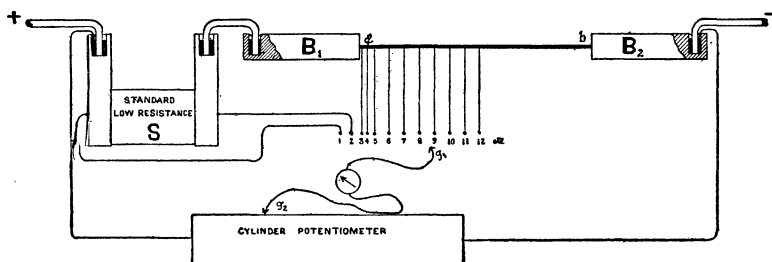 +
−
a
b
B₁
B₂
STANDARD
LOW RESISTANCE
S
1 2 3 4 5 6 7 8 9 10 11 12 etc
g₁
g₂
CYLINDER POTENTIOMETER